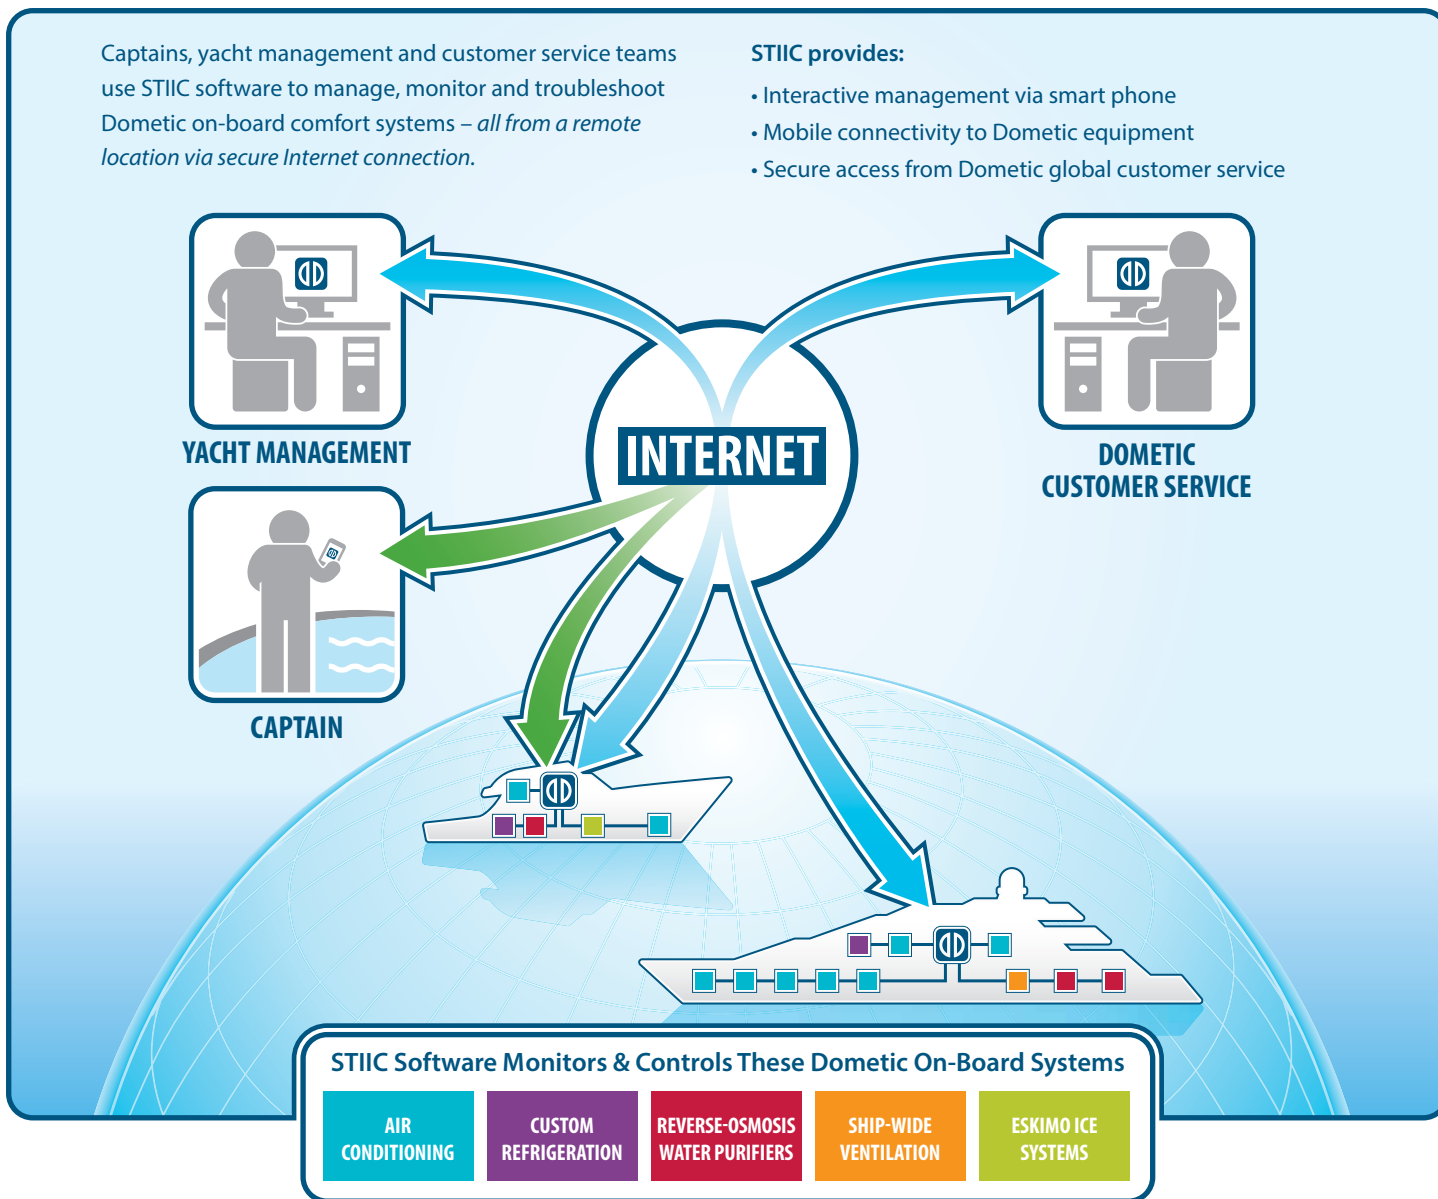 Captains, yacht management and customer service teams
use STIIC software to manage, monitor and troubleshoot
Dometic on-board comfort systems – all from a remote
location via secure Internet connection.
STIIC provides:
• Interactive management via smart phone
• Mobile connectivity to Dometic equipment
• Secure access from Dometic global customer service
YACHT MANAGEMENT
INTERNET
DOMETIC
CUSTOMER SERVICE
CAPTAIN
STIIC Software Monitors & Controls These Dometic On-Board Systems
AIR
CONDITIONING
CUSTOM
REFRIGERATION
REVERSE-OSMOSIS
WATER PURIFIERS
SHIP-WIDE
VENTILATION
ESKIMO ICE
SYSTEMS